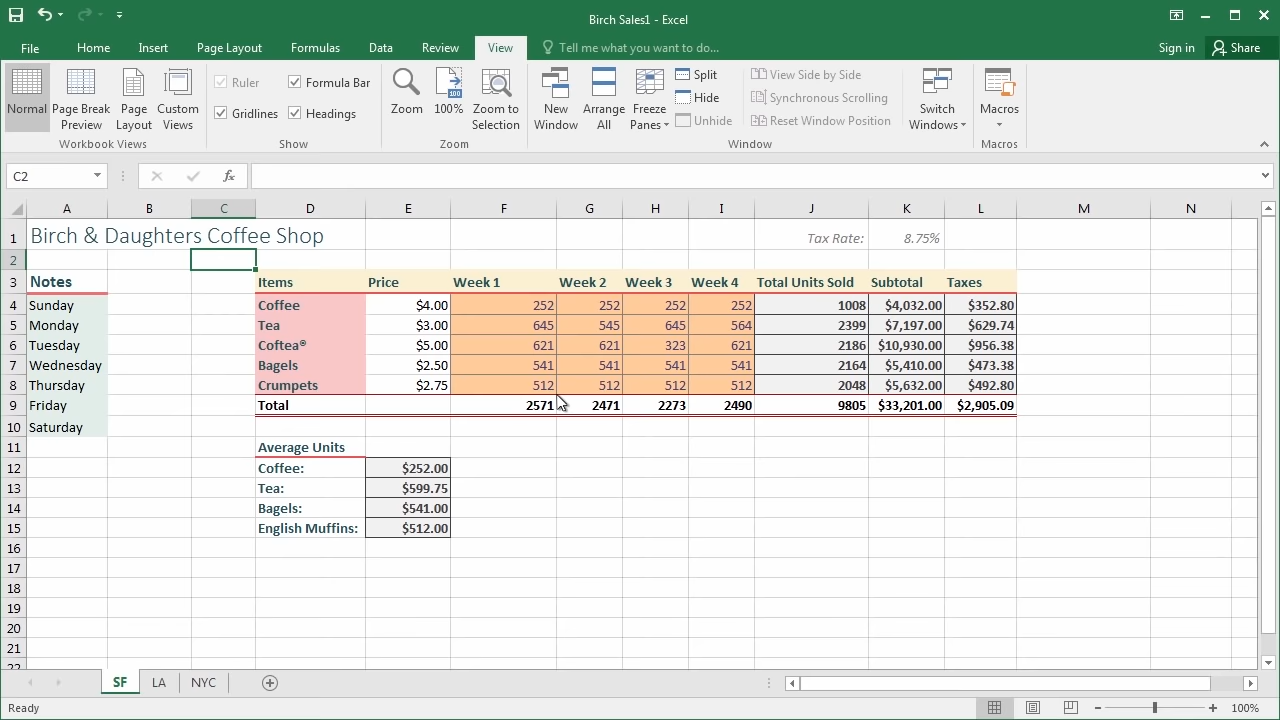 Birch Sales1 - Excel
File Home Insert Page Layout Formulas Data Review View Tell me what you want to do... Sign in Share
Normal Page Break Preview Page Layout Custom Views
Workbook Views
Ruler Formula Bar
Gridlines Headings
Show
Zoom 100% Zoom to Selection
Zoom
New Window Arrange All Freeze Panes
Split
Hide
Unhide
View Side by Side
Synchronous Scrolling
Reset Window Position
Switch Windows
Window
Macros
Macros
C2 fx
A B C D E F G H I J K L M N
1 Birch & Daughters Coffee Shop Tax Rate: 8.75%
2
3 Notes Items Price Week 1 Week 2 Week 3 Week 4 Total Units Sold Subtotal Taxes
4 Sunday Coffee $4.00 252 252 252 252 1008 $4,032.00 $352.80
5 Monday Tea $3.00 645 545 645 564 2399 $7,197.00 $629.74
6 Tuesday Coftea® $5.00 621 621 323 621 2186 $10,930.00 $956.38
7 Wednesday Bagels $2.50 541 541 541 541 2164 $5,410.00 $473.38
8 Thursday Crumpets $2.75 512 512 512 512 2048 $5,632.00 $492.80
9 Friday Total 2571 2471 2273 2490 9805 $33,201.00 $2,905.09
10 Saturday
11 Average Units
12 Coffee: $252.00
13 Tea: $599.75
14 Bagels: $541.00
15 English Muffins: $512.00
16
17
18
19
20
21
22
SF LA NYC
Ready 100%